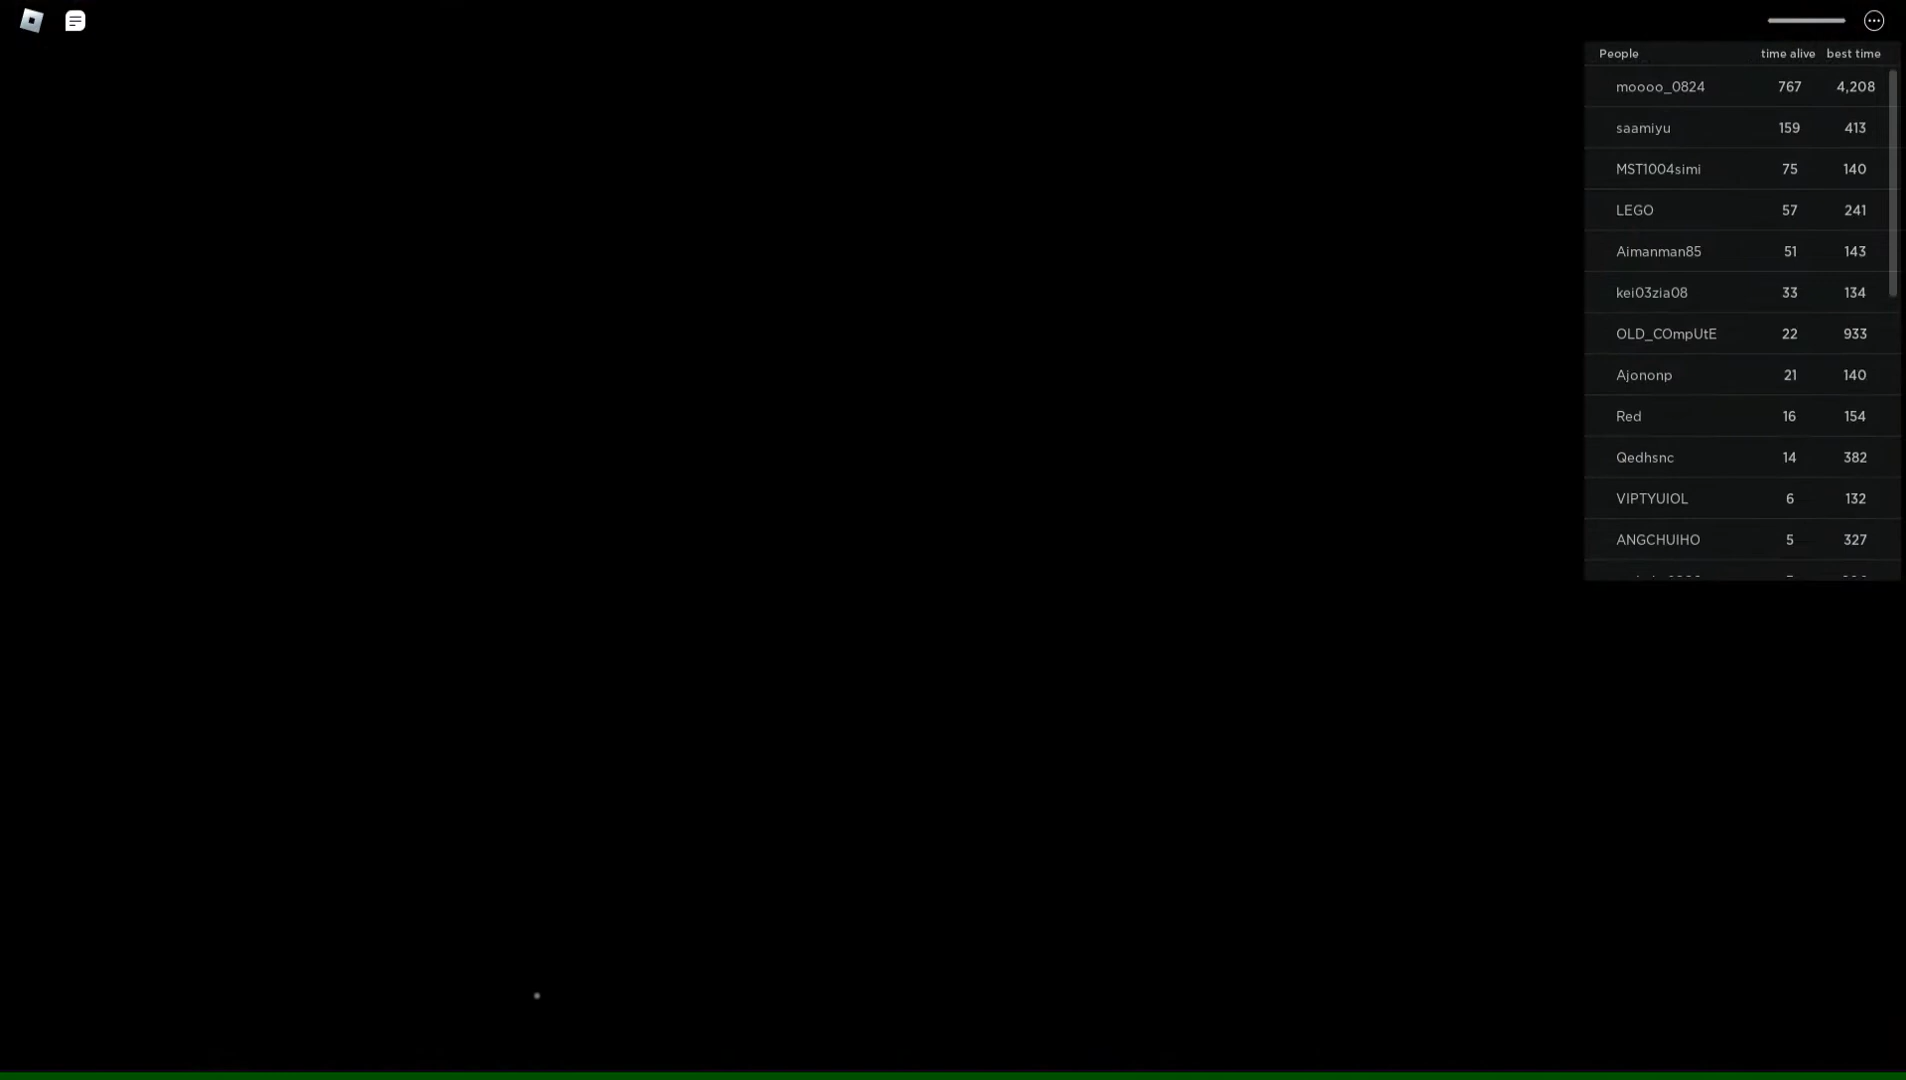 People time alive best time
moooo_0824 767 4,208
saamiyu 159 413
MST1004simi 75 140
LEGO 57 241
Aimanman85 51 143
kei03zia08 33 134
OLD_COmpUtE 22 933
Ajononp 21 140
Red 16 154
Qedhsnc 14 382
VIPTYUIOL 6 132
ANGCHUIHO 5 327